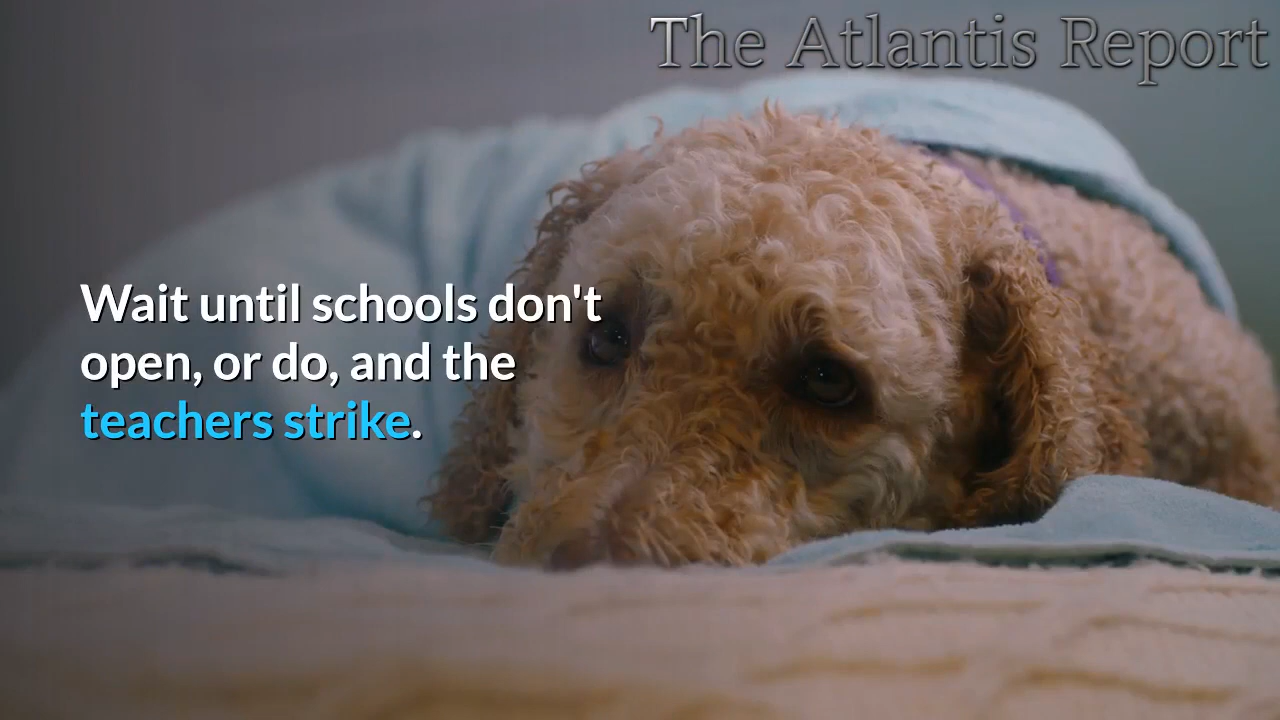 The Atlantis Report
Wait until schools don't
open, or do, and the
teachers strike.